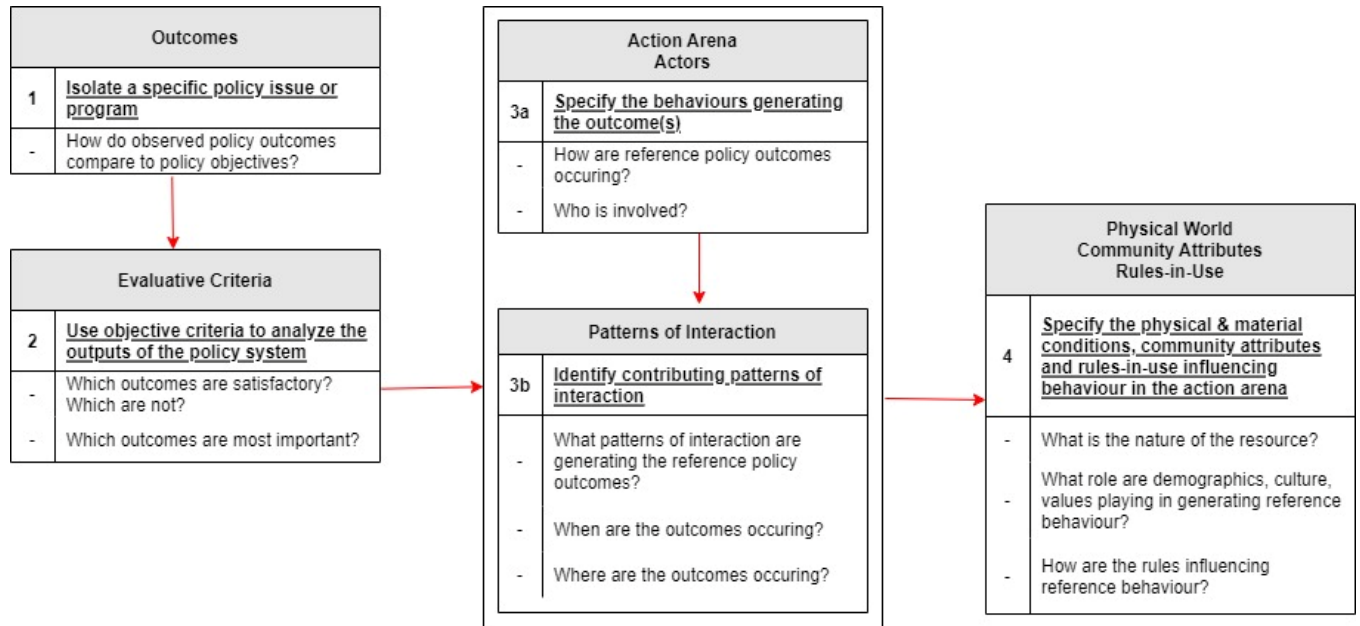 Outcomes
1
Isolate a specific policy issue or
program
-
How do observed policy outcomes
compare to policy objectives?
Evaluative Criteria
2
Use objective criteria to analyze the
outputs of the policy system
-
Which outcomes are satisfactory?
Which are not?
-
Which outcomes are most important?
Action Arena
Actors
3a
Specify the behaviours generating
the outcome(s)
-
How are reference policy outcomes
occuring?
-
Who is involved?
Patterns of Interaction
3b
Identify contributing patterns of
interaction
-
What patterns of interaction are
generating the reference policy
outcomes?
-
When are the outcomes occuring?
-
Where are the outcomes occuring?
Physical World
Community Attributes
Rules-in-Use
4
Specify the physical & material
conditions, community attributes
and rules-in-use influencing
behaviour in the action arena
-
What is the nature of the resource?
-
What role are demographics, culture,
values playing in generating reference
behaviour?
-
How are the rules influencing
reference behaviour?